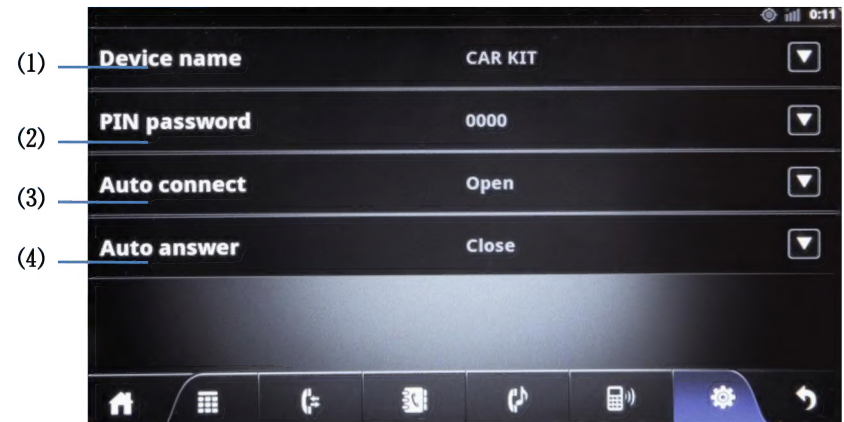 0:11
(1) Device name CAR KIT
(2) PIN password 0000
(3) Auto connect Open
(4) Auto answer Close